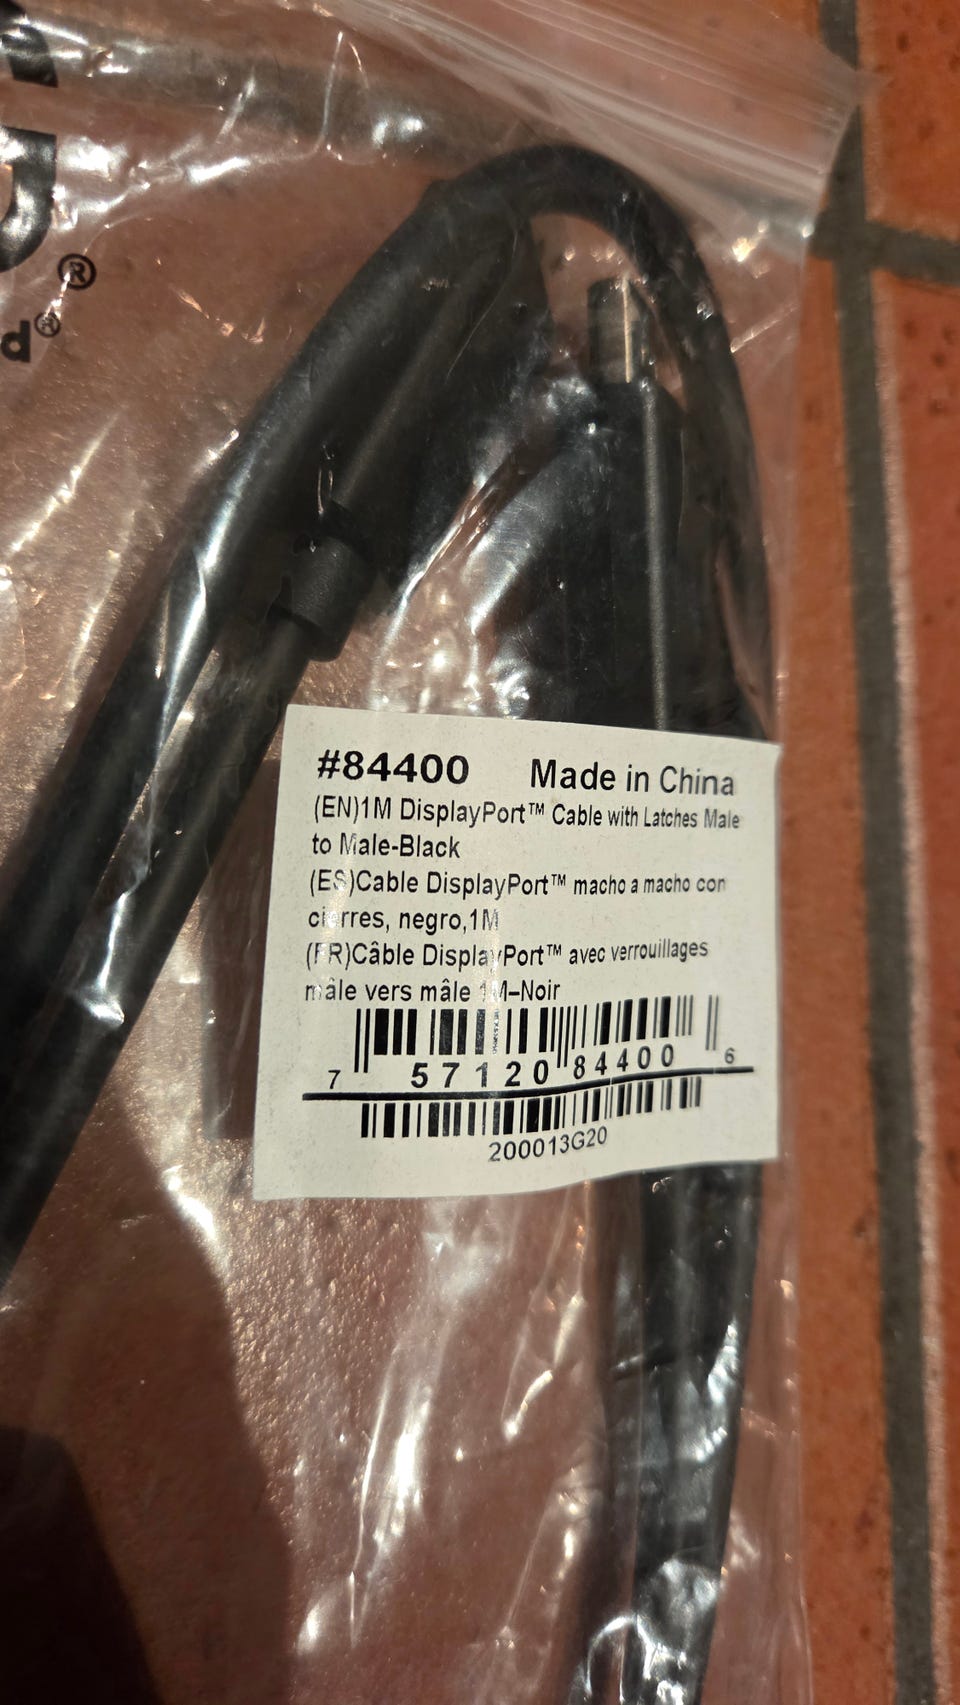 ®
d®
#84400 Made in China
(EN)1M DisplayPort™ Cable with Latches Male
to Male-Black
(ES)Cable DisplayPort™ macho a macho con
cierres, negro,1M
(FR)Câble DisplayPort™ avec verrouillages
mâle vers mâle 1M–Noir
7 57120 84400 6
200013G20